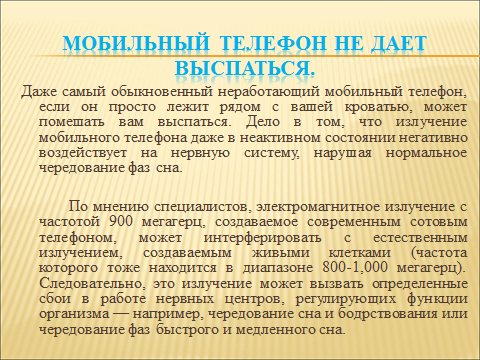 МОБИЛЬНЫЙ ТЕЛЕФОН НЕ ДАЕТ
ВЫСПАТЬСЯ.
Даже самый обыкновенный неработающий мобильный телефон,
если он просто лежит рядом с вашей кроватью, может
помешать вам выспаться. Дело в том, что излучение
мобильного телефона даже в неактивном состоянии негативно
воздействует на нервную систему, нарушая нормальное
чередование фаз сна.
По мнению специалистов, электромагнитное излучение с
частотой 900 мегагерц, создаваемое современным сотовым
телефоном, может интерферировать с естественным
излучением, создаваемым живыми клетками (частота
которого тоже находится в диапазоне 800-1,000 мегагерц).
Следовательно, это излучение может вызвать определенные
сбои в работе нервных центров, регулирующих функции
организма — например, чередование сна и бодрствования или
чередование фаз быстрого и медленного сна.